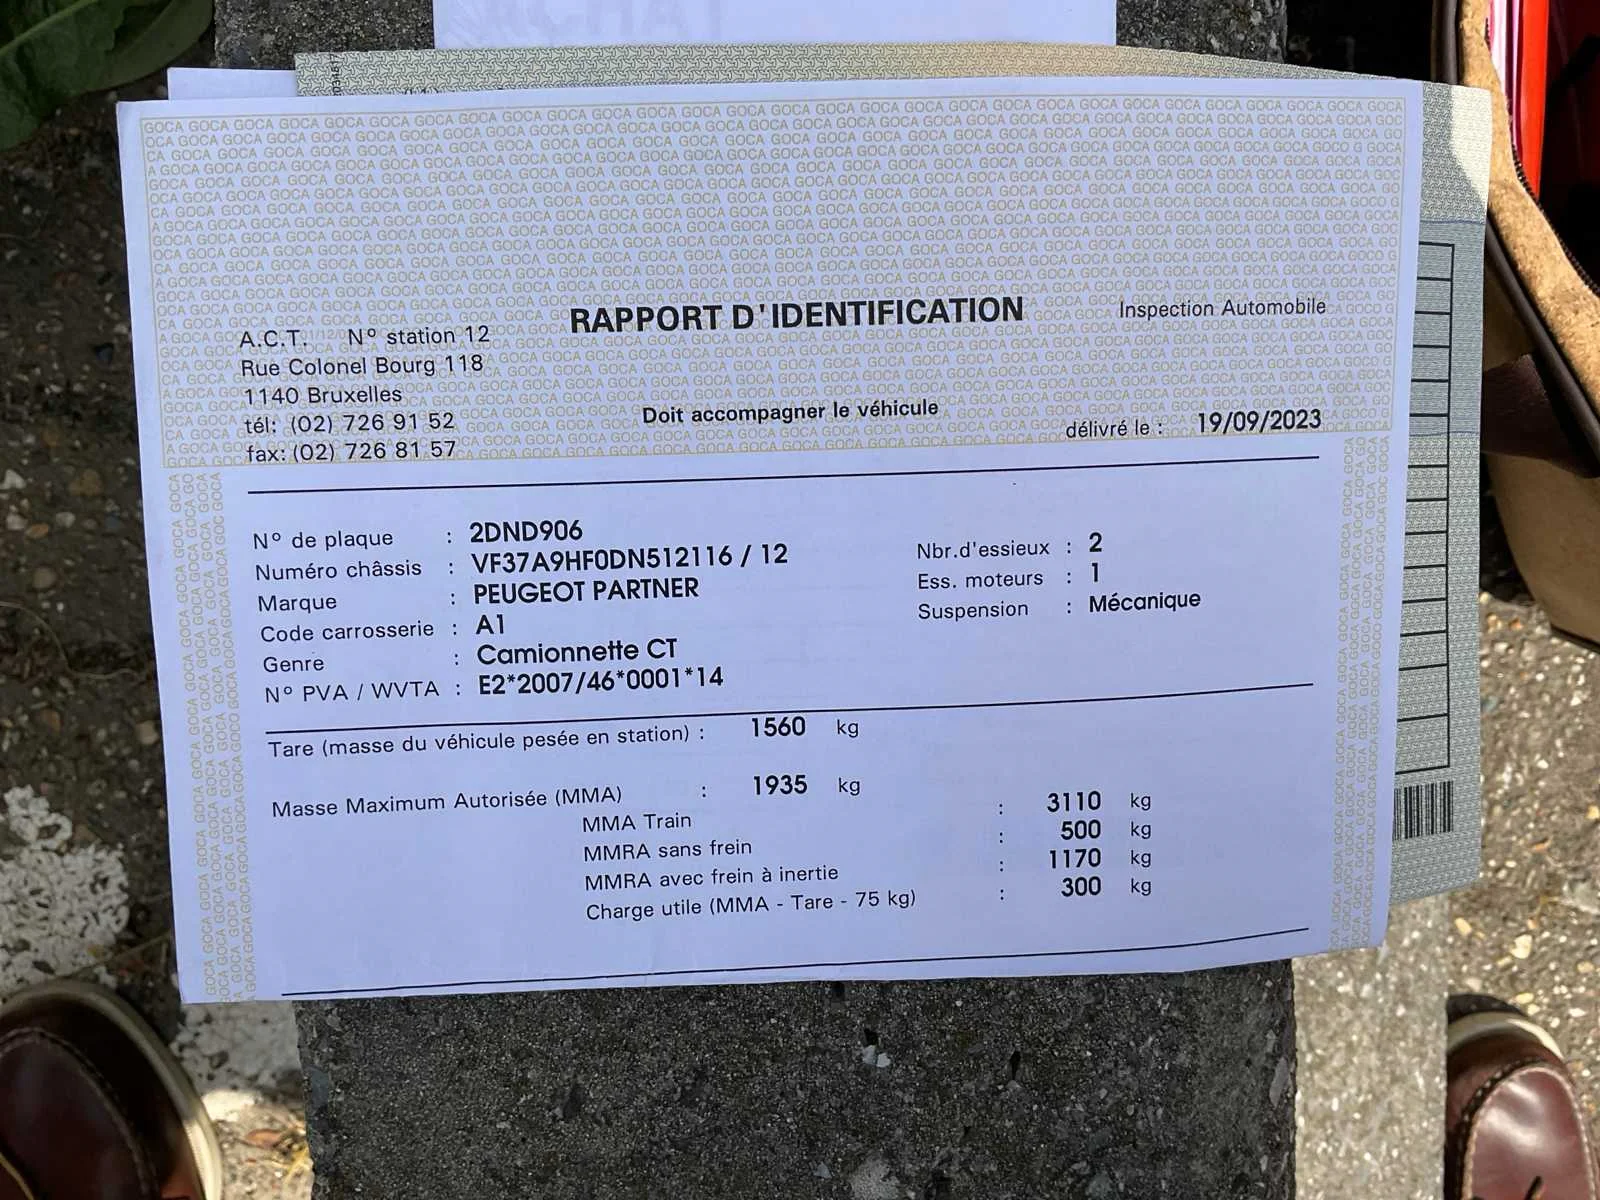 RAPPORT D'IDENTIFICATION
Inspection Automobile
A.C.T. N° station 12
Rue Colonel Bourg 118
1140 Bruxelles
tél: (02) 726 91 52
fax: (02) 726 81 57
Doit accompagner le véhicule
délivré le : 19/09/2023
N° de plaque : 2DND906
Numéro châssis : VF37A9HF0DN512116 / 12
Marque : PEUGEOT PARTNER
Code carrosserie : A1
Genre : Camionnette CT
N° PVA / WVTA : E2*2007/46*0001*14
Nbr.d'essieux : 2
Ess. moteurs : 1
Suspension : Mécanique
Tare (masse du véhicule pesée en station) : 1560 kg
Masse Maximum Autorisée (MMA) : 1935 kg
MMA Train : 3110 kg
MMRA sans frein : 500 kg
MMRA avec frein à inertie : 1170 kg
Charge utile (MMA - Tare - 75 kg) : 300 kg